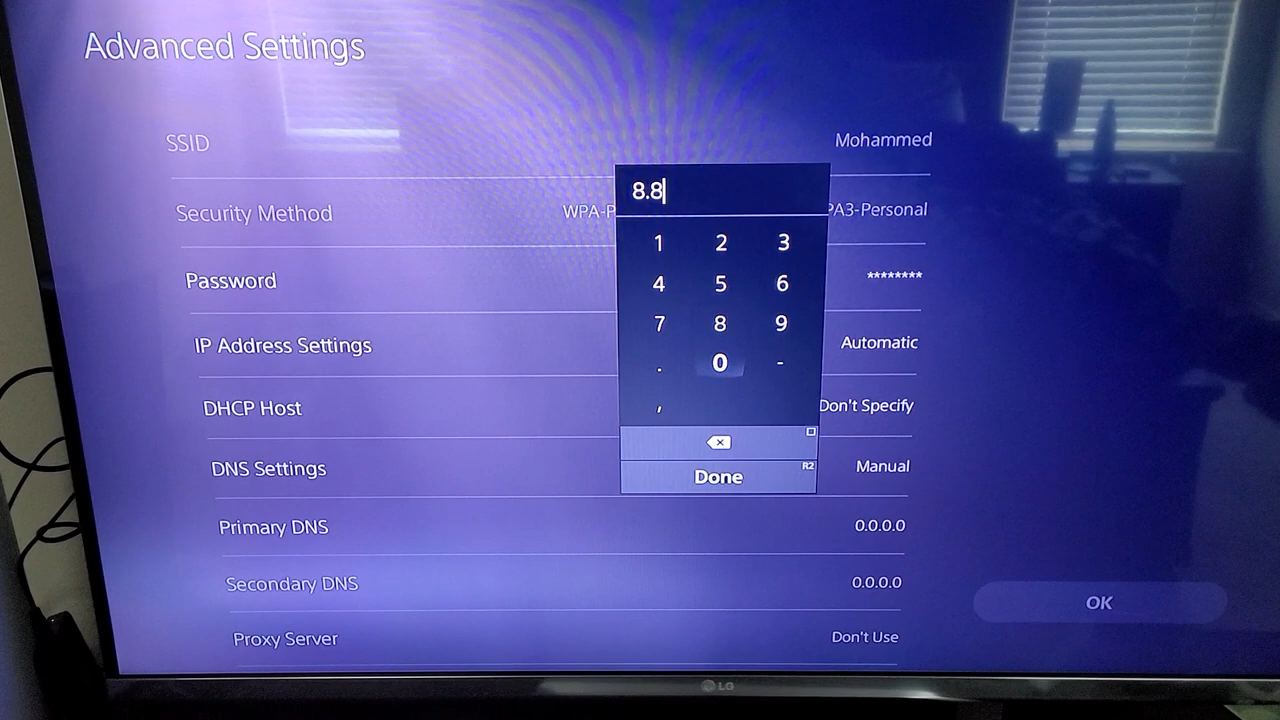 Advanced Settings
SSID Mohammed
Security Method WPA-P PA3-Personal
Password ********
IP Address Settings Automatic
DHCP Host Don't Specify
DNS Settings Manual
Primary DNS 0.0.0.0
Secondary DNS 0.0.0.0
Proxy Server Don't Use
8.8
1 2 3
4 5 6
7 8 9
. 0 -
,
Done R2
OK
LG